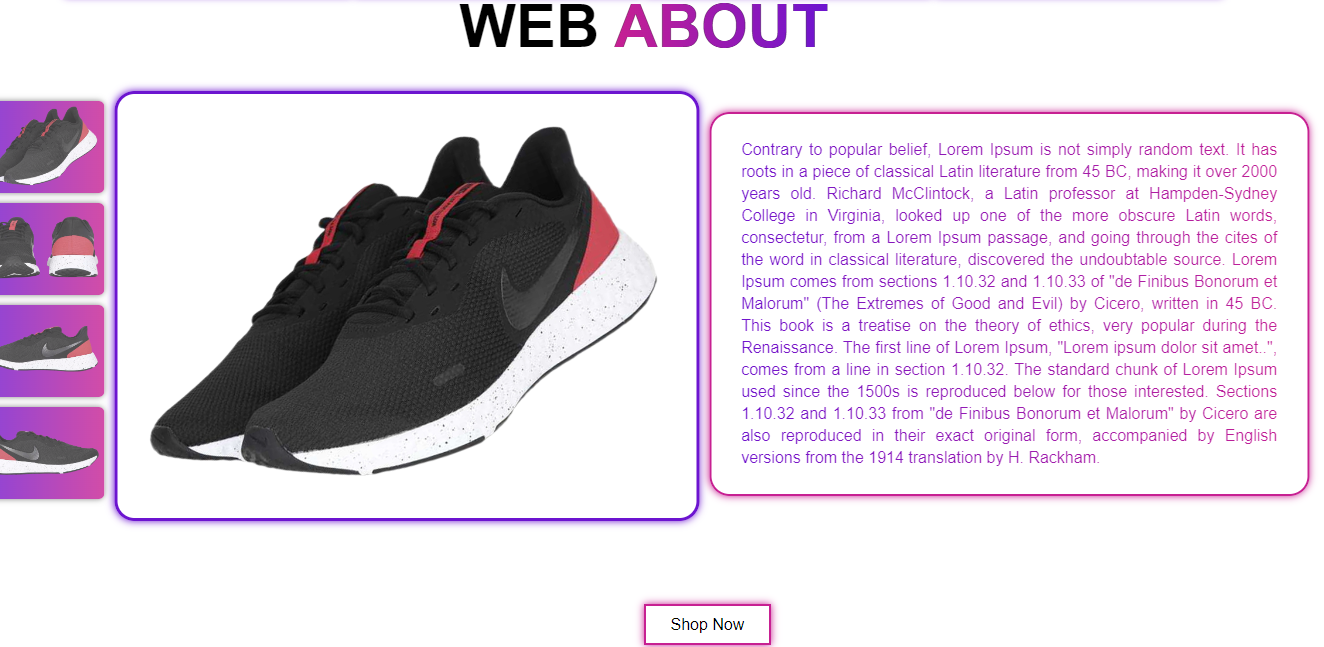 WEB ABOUT
Contrary to popular belief, Lorem Ipsum is not simply random text. It has
roots in a piece of classical Latin literature from 45 BC, making it over 2000
years old. Richard McClintock, a Latin professor at Hampden-Sydney
College in Virginia, looked up one of the more obscure Latin words,
consectetur, from a Lorem Ipsum passage, and going through the cites of
the word in classical literature, discovered the undoubtable source. Lorem
Ipsum comes from sections 1.10.32 and 1.10.33 of "de Finibus Bonorum et
Malorum" (The Extremes of Good and Evil) by Cicero, written in 45 BC.
This book is a treatise on the theory of ethics, very popular during the
Renaissance. The first line of Lorem Ipsum, "Lorem ipsum dolor sit amet..",
comes from a line in section 1.10.32. The standard chunk of Lorem Ipsum
used since the 1500s is reproduced below for those interested. Sections
1.10.32 and 1.10.33 from "de Finibus Bonorum et Malorum" by Cicero are
also reproduced in their exact original form, accompanied by English
versions from the 1914 translation by H. Rackham.
Shop Now